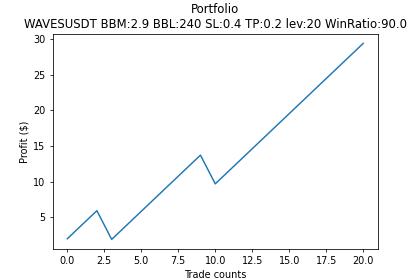 Portfolio
WAVESUSDT BBM:2.9 BBL:240 SL:0.4 TP:0.2 lev:20 WinRatio:90.0
30
25
20
15
10
5
Profit ($)
0.0 2.5 5.0 7.5 10.0 12.5 15.0 17.5 20.0
Trade counts